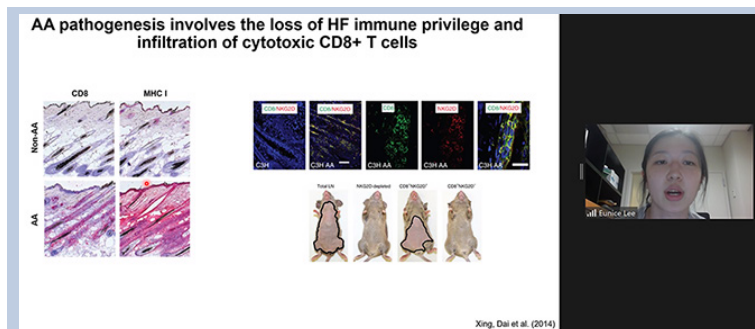 AA pathogenesis involves the loss of HF immune privilege and
infiltration of cytotoxic CD8+ T cells
CD8 MHC I
Non-AA
AA
CD8/NKG2D CD8/NKG2D CD8 NKG2D CD8/NKG2D
C3H C3H AA C3H AA C3H AA C3H AA
Total LN NKG2D depleted CD8⁺NKG2D⁺ CD8⁺NKG2D⁻
Eunice Lee
Xing, Dai et al. (2014)